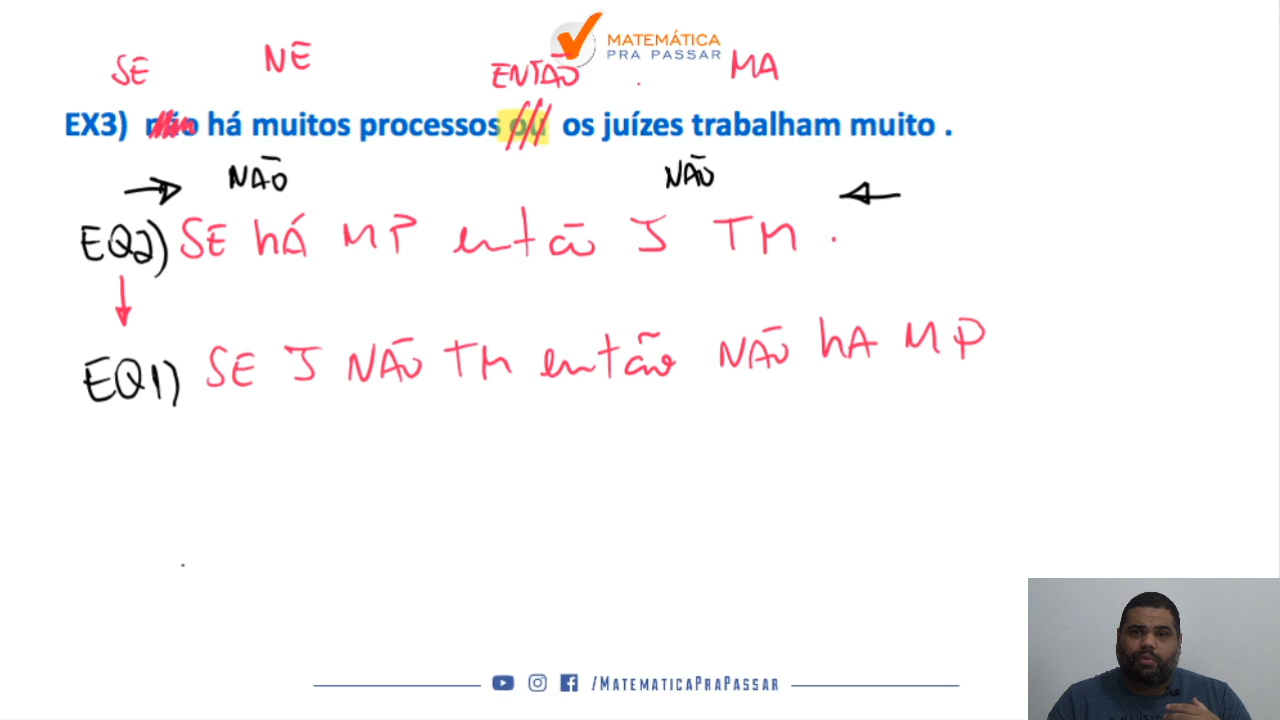 MATEMÁTICA
PRA PASSAR
SE NE ENTÃO MA
EX3) não há muitos processos ou os juízes trabalham muito .
NÃO NÃO
EQ2) SE há MP então J TM .
EQ1) SE J NÃO TM então NÃO hA MP
/MATEMATICAPRAPASSAR